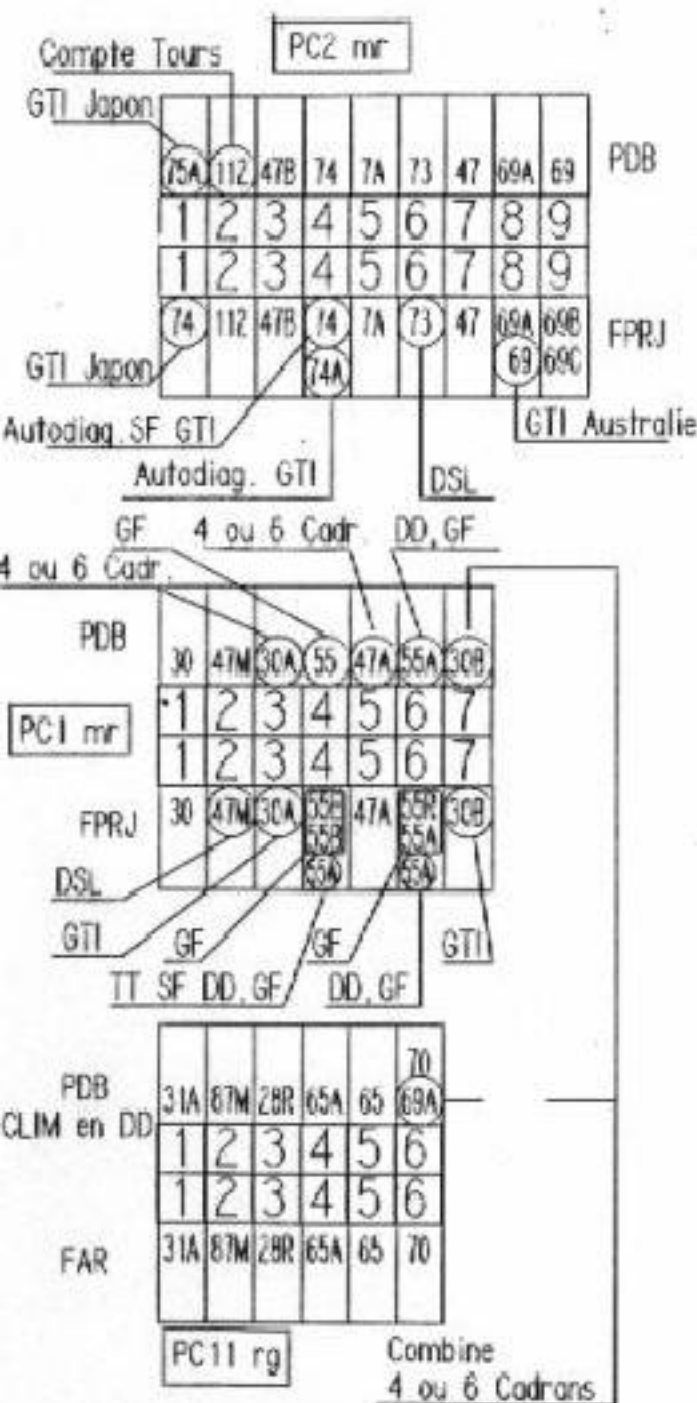 PC2 mr
Compte Tours
GTI Japon
75A 112 47B 74 7A 73 47 69A 69 PDB
1 2 3 4 5 6 7 8 9
1 2 3 4 5 6 7 8 9
74 112 47B 74 7A 73 47 69A 69B FPRJ
74A 69 69C
GTI Japon
Autodiag. SF GTI
GTI Australie
Autodiag. GTI
DSL
GF 4 ou 6 Cadr. DD, GF
4 ou 6 Cadr.
PDB 30 47M 30A 55 47A 55A 30B
PC1 mr
1 2 3 4 5 6 7
1 2 3 4 5 6 7
FPRJ 30 47M 30A 47A 55R 30B
55B 55A
55A 55A
DSL
GTI GF GF GTI
TT SF DD, GF DD, GF
70
PDB 31A 87M 28R 65A 65 69A
CLIM en DD
1 2 3 4 5 6
1 2 3 4 5 6
FAR 31A 87M 28R 65A 65 70
PC11 rg
Combine
4 ou 6 Cadrans